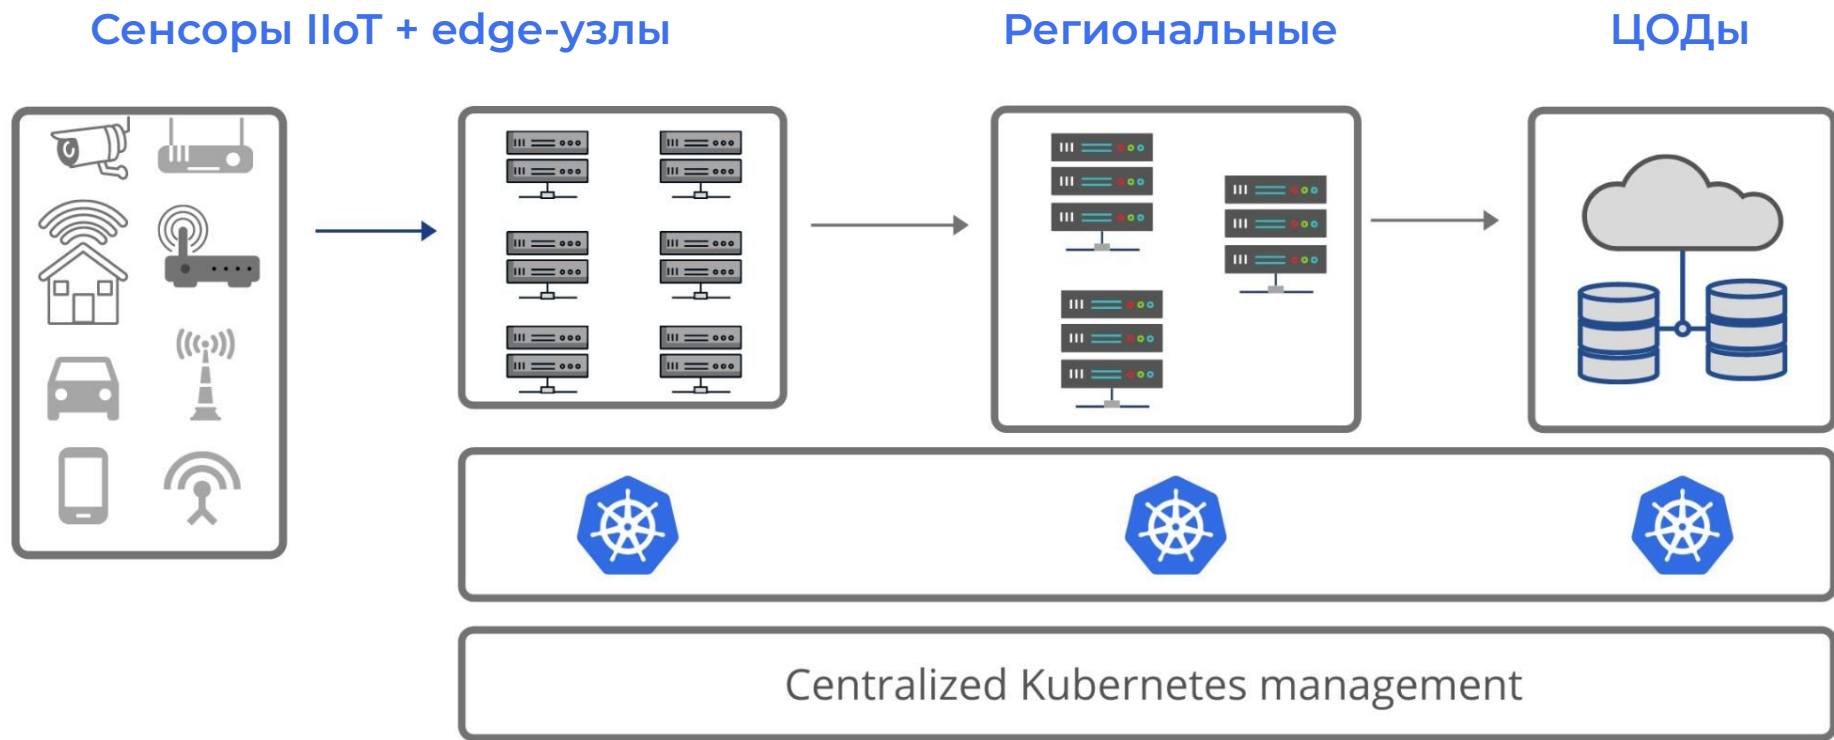 Сенсоры IIoT + edge-узлы
Региональные
ЦОДы
Centralized Kubernetes management